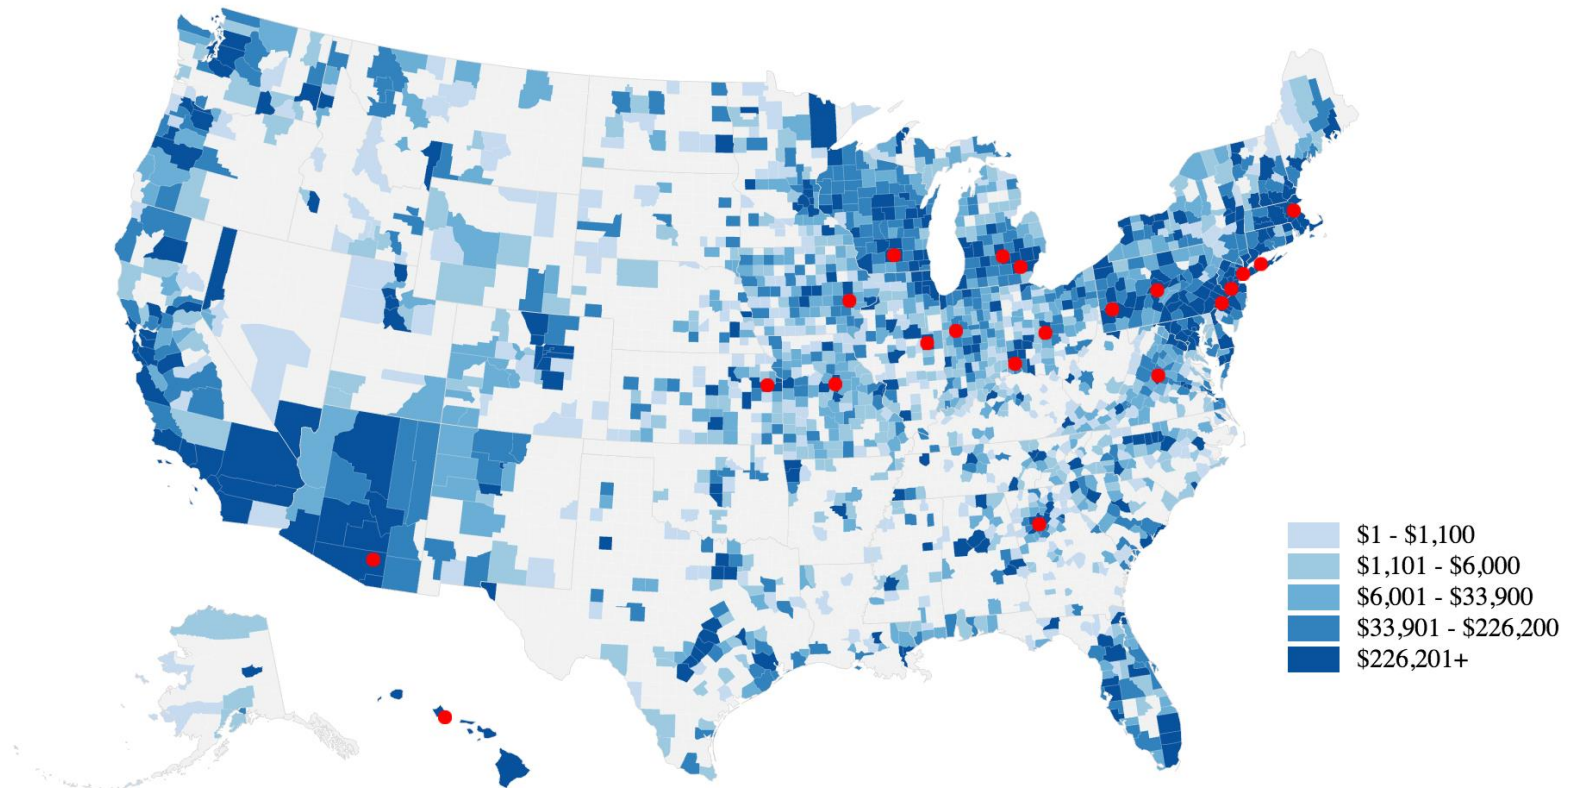 $1 - $1,100
$1,101 - $6,000
$6,001 - $33,900
$33,901 - $226,200
$226,201+